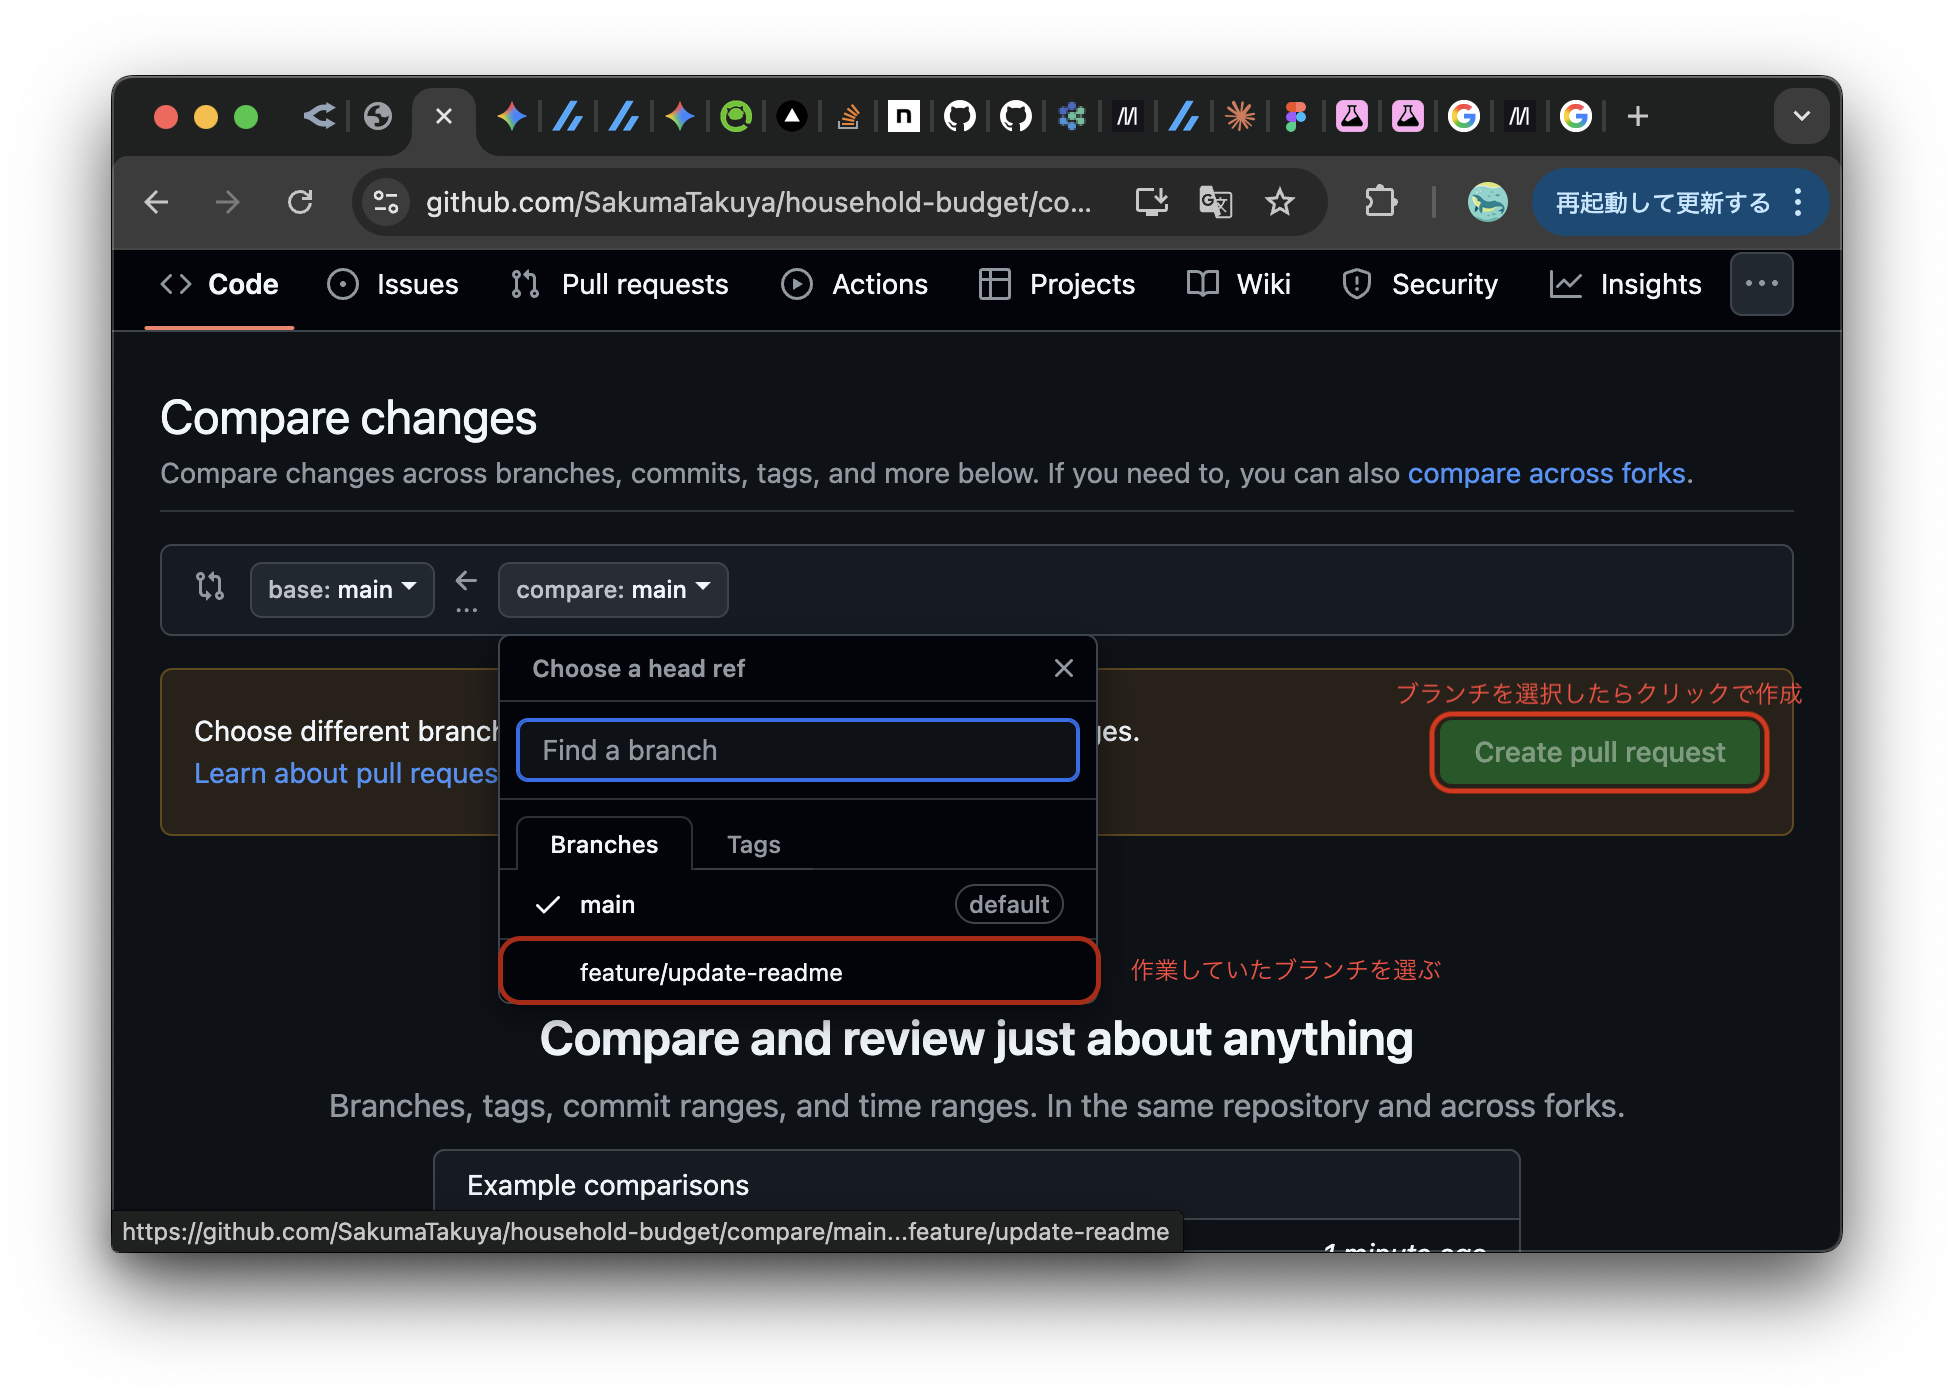 github.com/SakumaTakuya/household-budget/co...
再起動して更新する
Code Issues Pull requests Actions Projects Wiki Security Insights
Compare changes
Compare changes across branches, commits, tags, and more below. If you need to, you can also compare across forks.
base: main compare: main
Choose a head ref
ブランチを選択したらクリックで作成
Choose different branch
ges.
Find a branch
Create pull request
Learn about pull reques
Branches Tags
main default
feature/update-readme
作業していたブランチを選ぶ
Compare and review just about anything
Branches, tags, commit ranges, and time ranges. In the same repository and across forks.
Example comparisons
https://github.com/SakumaTakuya/household-budget/compare/main...feature/update-readme
1 minute ago